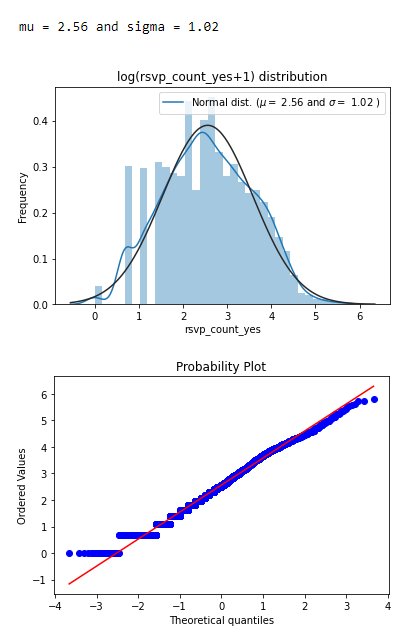 mu = 2.56 and sigma = 1.02
log(rsvp_count_yes+1) distribution
Normal dist. (μ = 2.56 and σ = 1.02 )
0.4
0.3
0.2
0.1
0.0
Frequency
0 1 2 3 4 5 6
rsvp_count_yes
Probability Plot
6
5
4
3
2
1
0
−1
Ordered Values
−4 −3 −2 −1 0 1 2 3 4
Theoretical quantiles